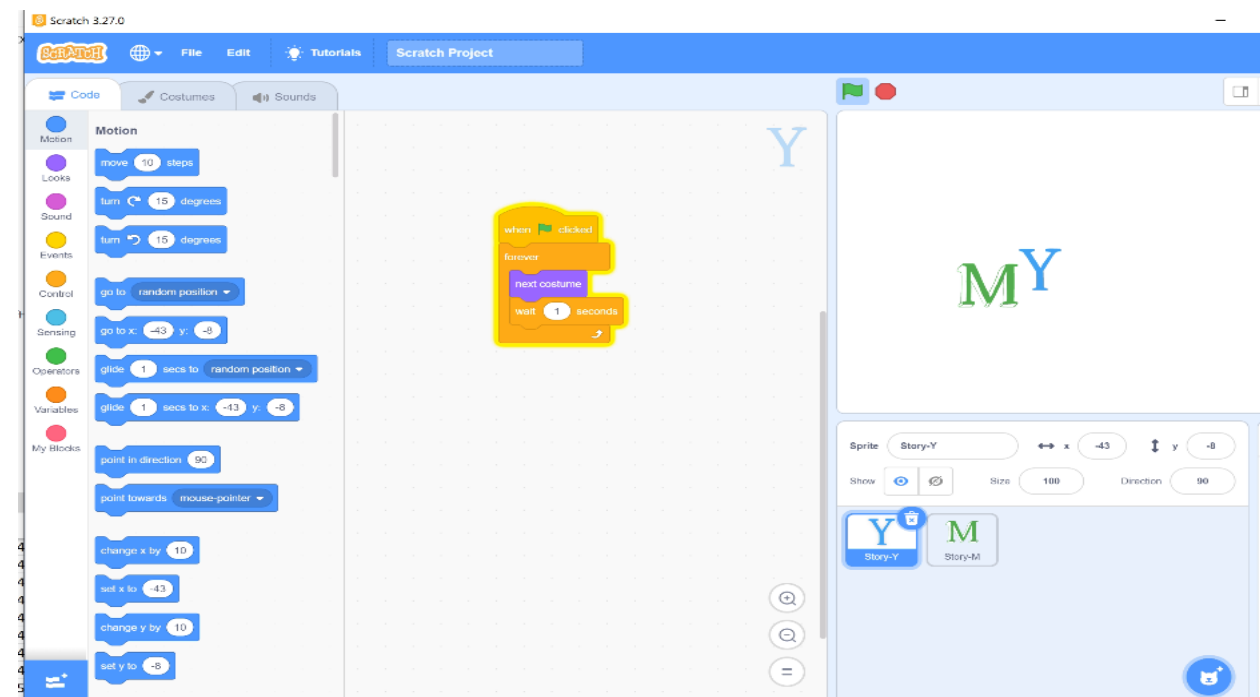 Scratch 3.27.0
SCRATCH File Edit Tutorials Scratch Project
Code Costumes Sounds
Motion
Looks
Sound
Events
Control
Sensing
Operators
Variables
My Blocks
Motion
move 10 steps
turn 15 degrees
turn 15 degrees
go to random position
go to x: -43 y: -8
glide 1 secs to random position
glide 1 secs to x: -43 y: -8
point in direction 90
point towards mouse-pointer
change x by 10
set x to -43
change y by 10
set y to -8
Y
when clicked
forever
next costume
wait 1 seconds
M Y
Sprite Story-Y x -43 y -8
Show Size 100 Direction 90
Y M
Story-Y Story-M